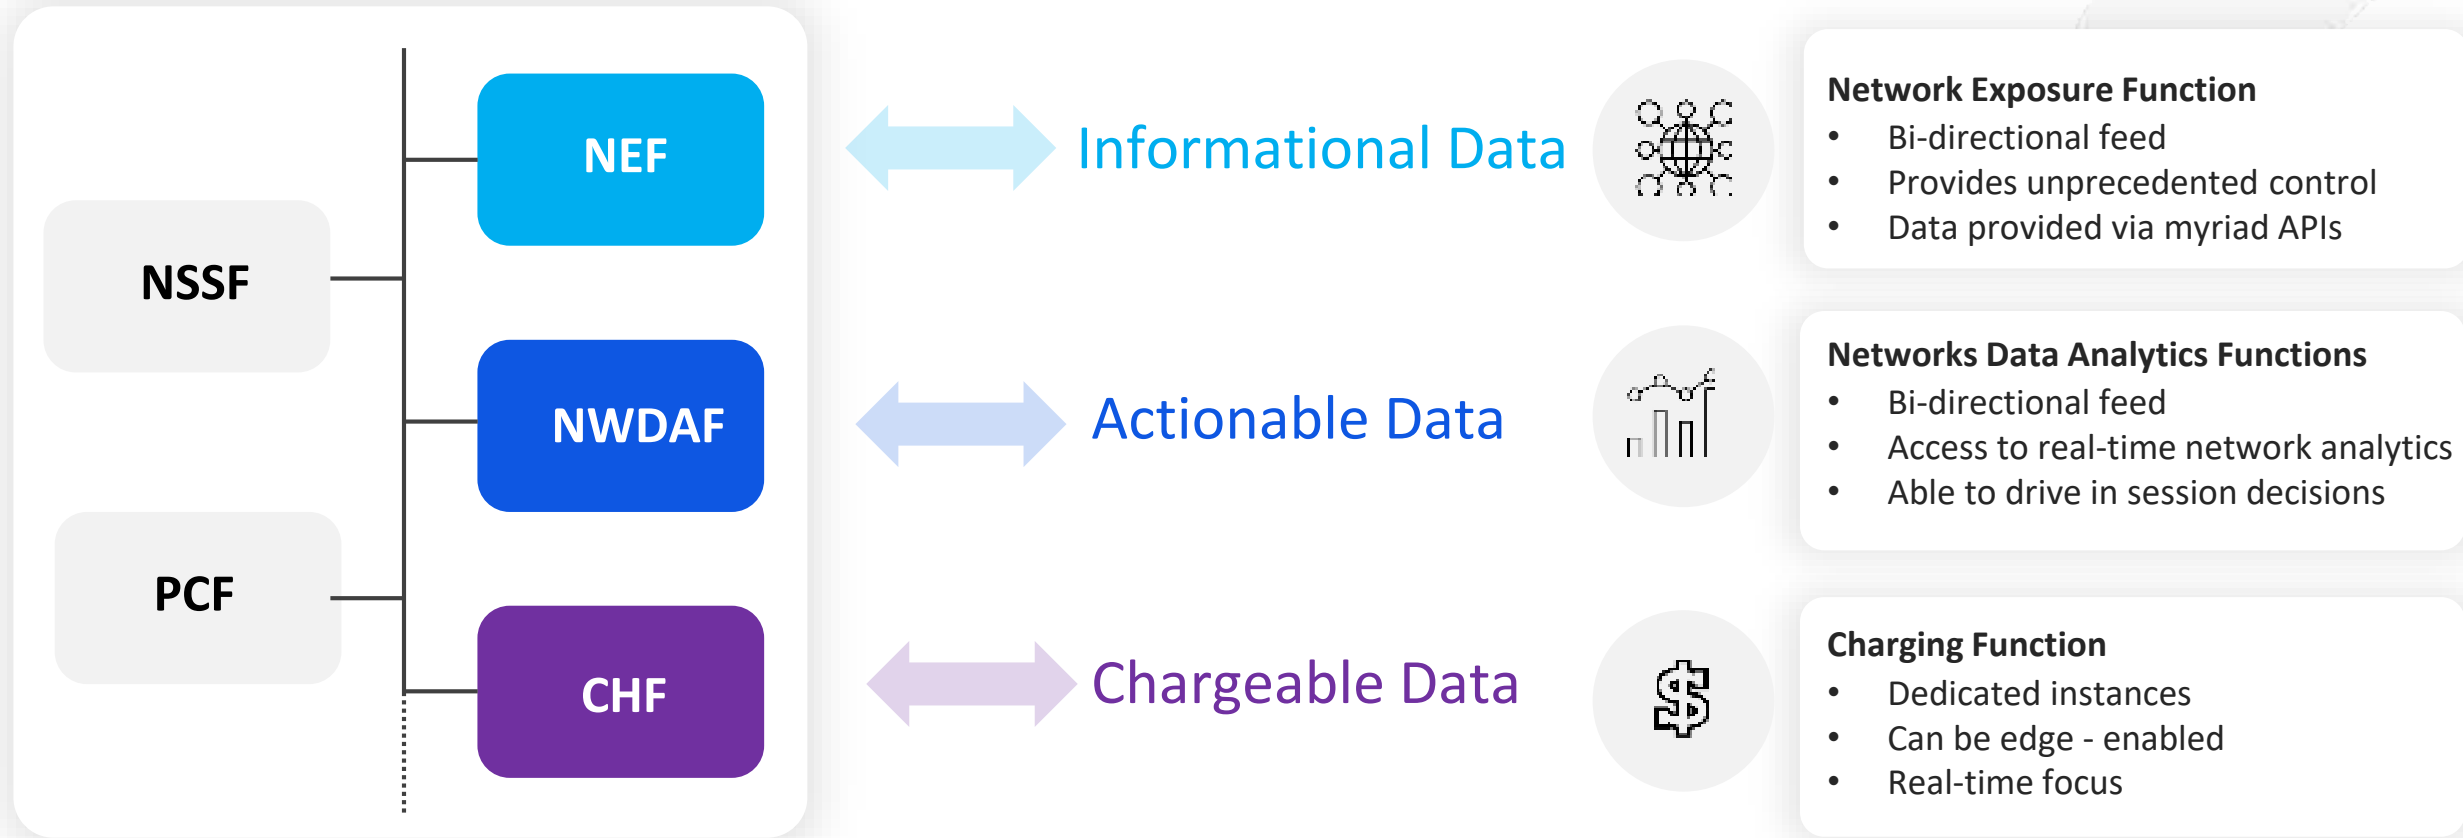 NEF
NSSF
NWDAF
PCF
CHF
Informational Data
Actionable Data
Chargeable Data
$
Network Exposure Function
• Bi-directional feed
• Provides unprecedented control
• Data provided via myriad APIs
Networks Data Analytics Functions
• Bi-directional feed
• Access to real-time network analytics
• Able to drive in session decisions
Charging Function
• Dedicated instances
• Can be edge - enabled
• Real-time focus